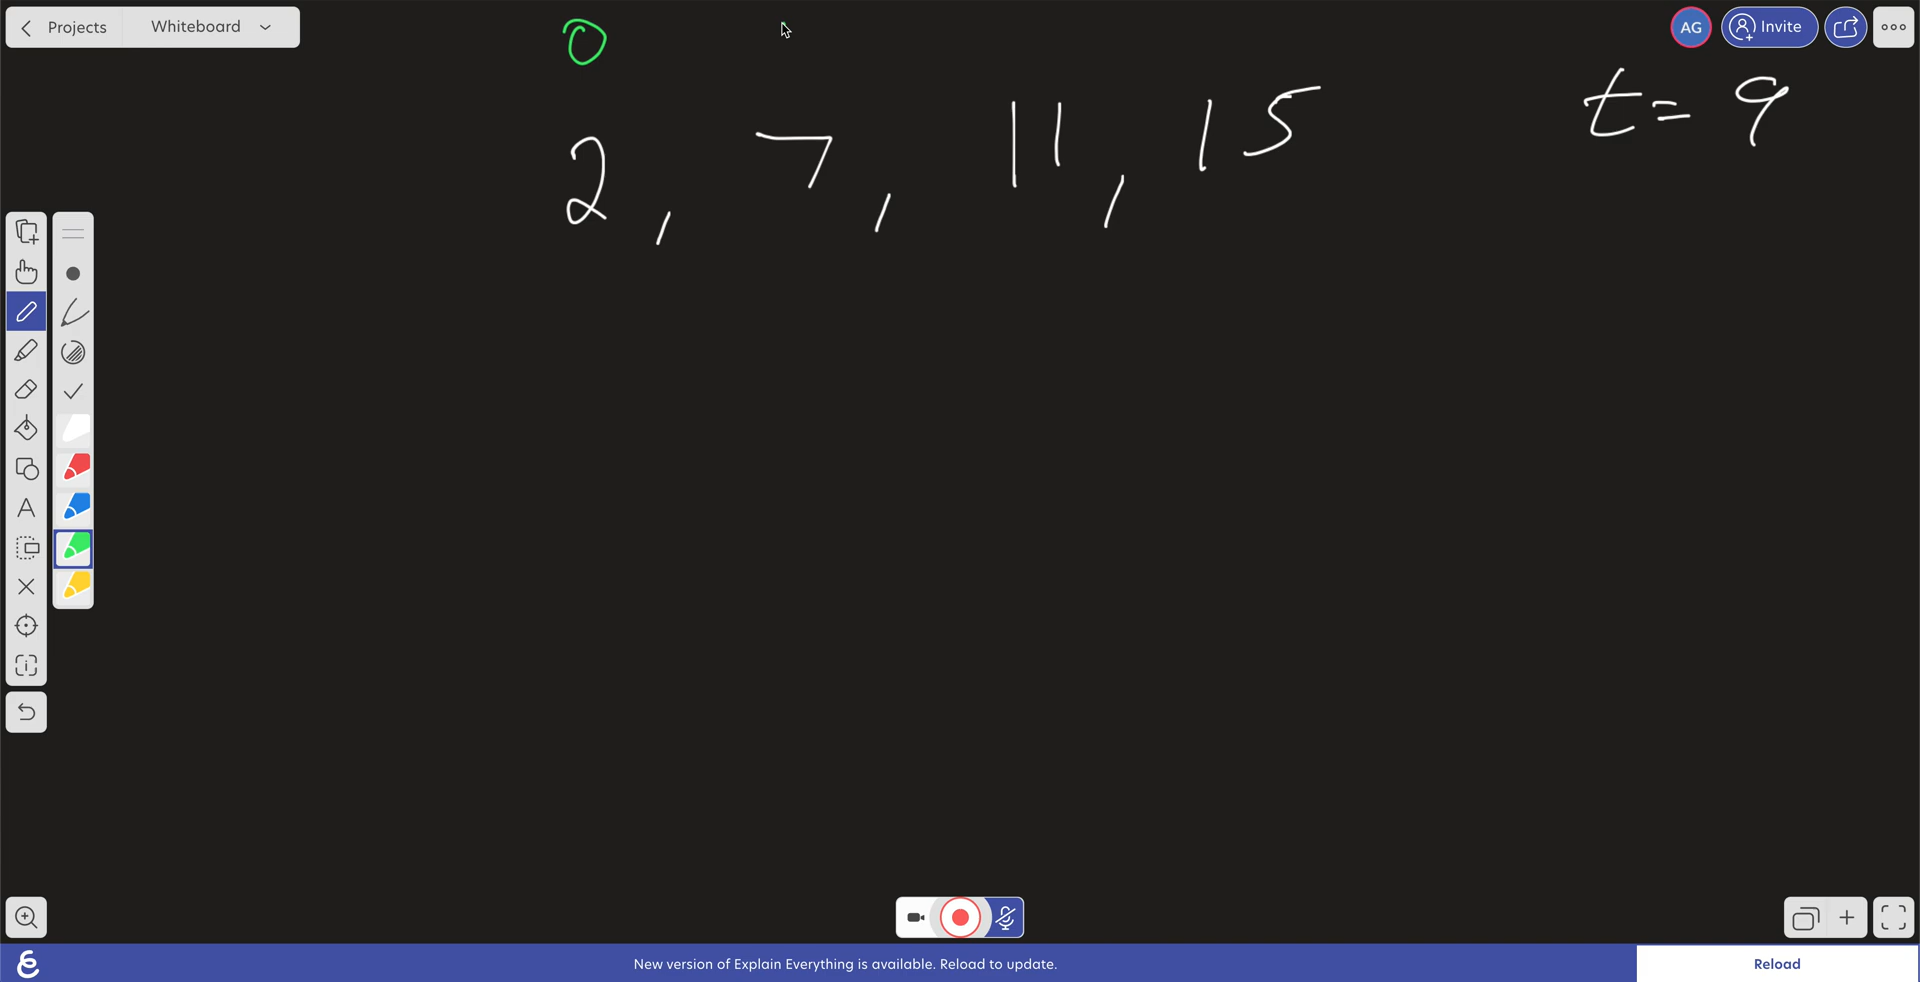 Projects Whiteboard
0
AG Invite
2, 7, 11, 15
t = 9
A
New version of Explain Everything is available. Reload to update.
Reload